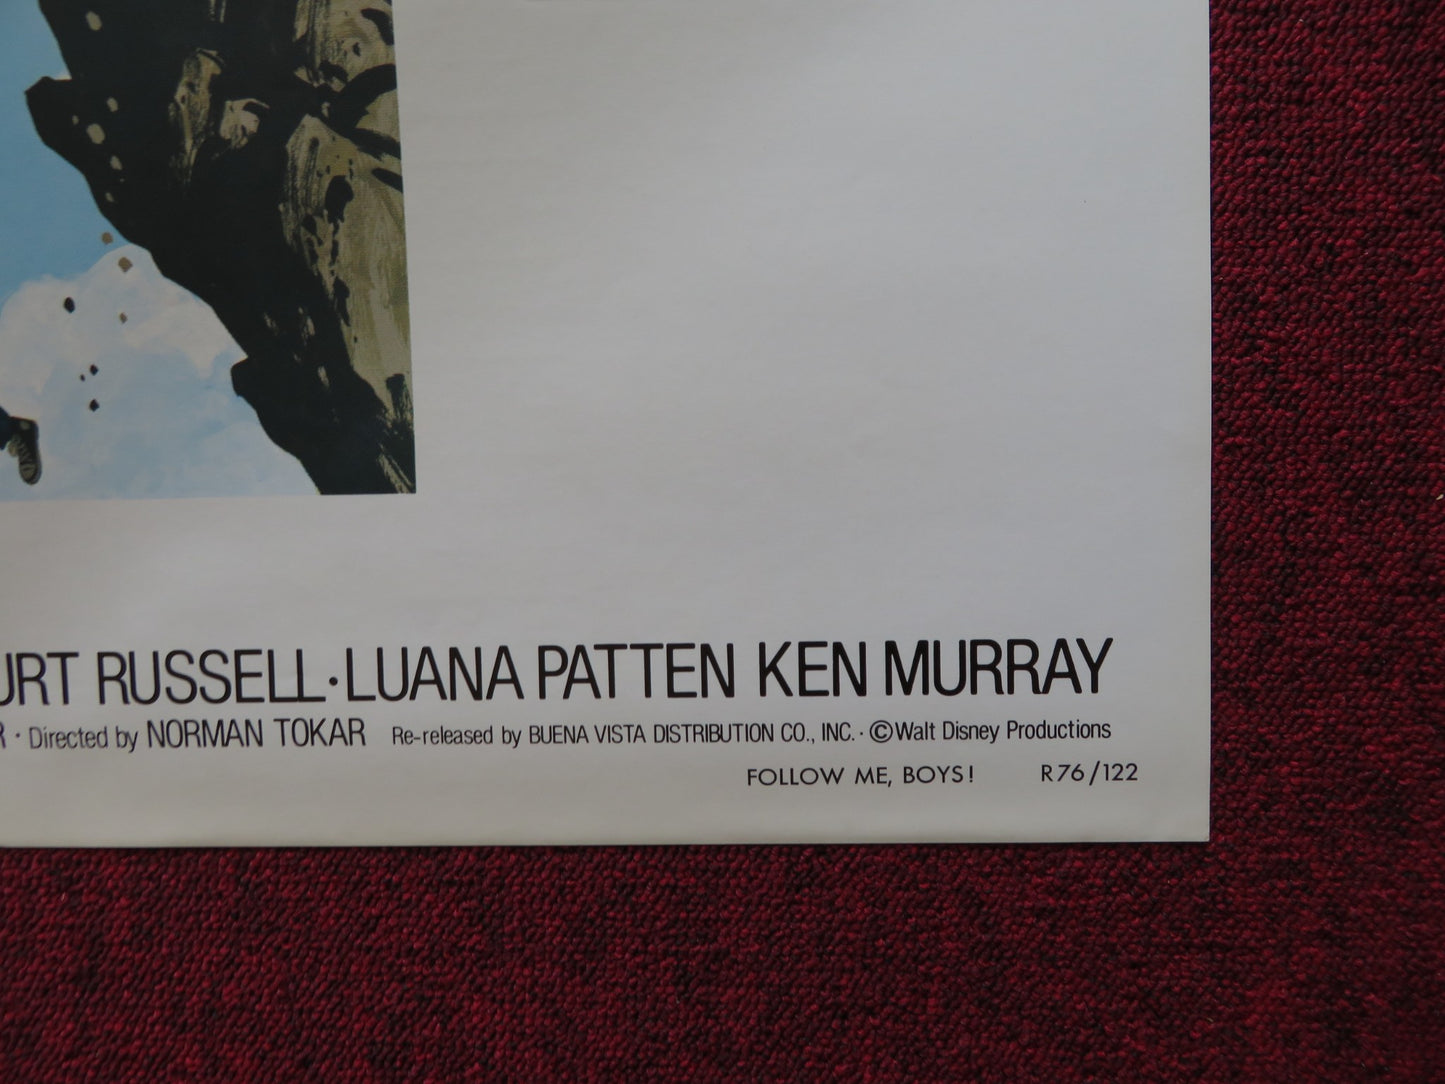 URT RUSSELL · LUANA PATTEN KEN MURRAY
R · Directed by NORMAN TOKAR Re-released by BUENA VISTA DISTRIBUTION CO., INC. · ©Walt Disney Productions
FOLLOW ME, BOYS! R76/122